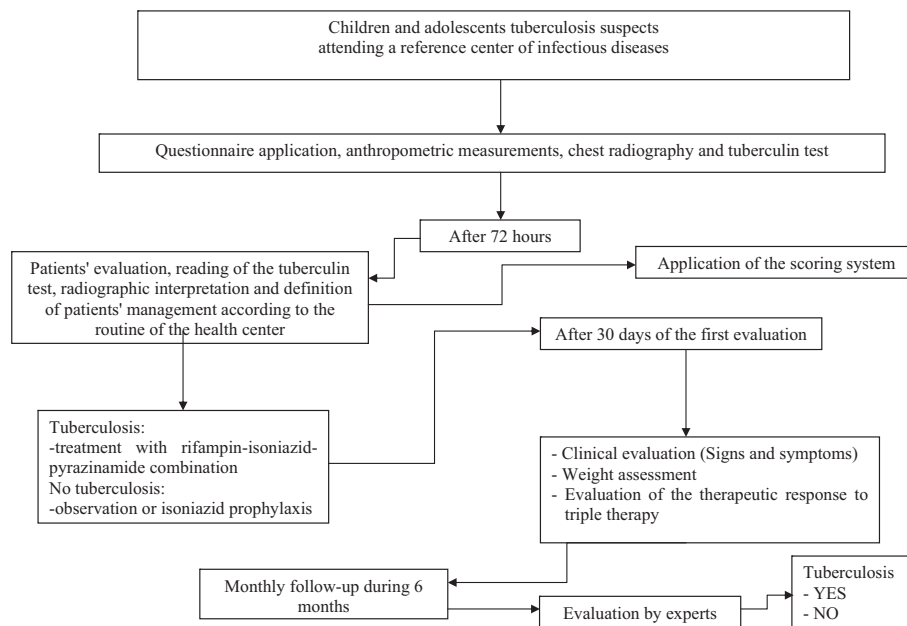 Children and adolescents tuberculosis suspects
attending a reference center of infectious diseases
Questionnaire application, anthropometric measurements, chest radiography and tuberculin test
After 72 hours
Patients' evaluation, reading of the tuberculin
test, radiographic interpretation and definition
of patients' management according to the
routine of the health center
Application of the scoring system
After 30 days of the first evaluation
Tuberculosis:
-treatment with rifampin-isoniazid-
pyrazinamide combination
No tuberculosis:
-observation or isoniazid prophylaxis
- Clinical evaluation (Signs and symptoms)
- Weight assessment
- Evaluation of the therapeutic response to
triple therapy
Monthly follow-up during 6
months
Evaluation by experts
Tuberculosis
- YES
- NO